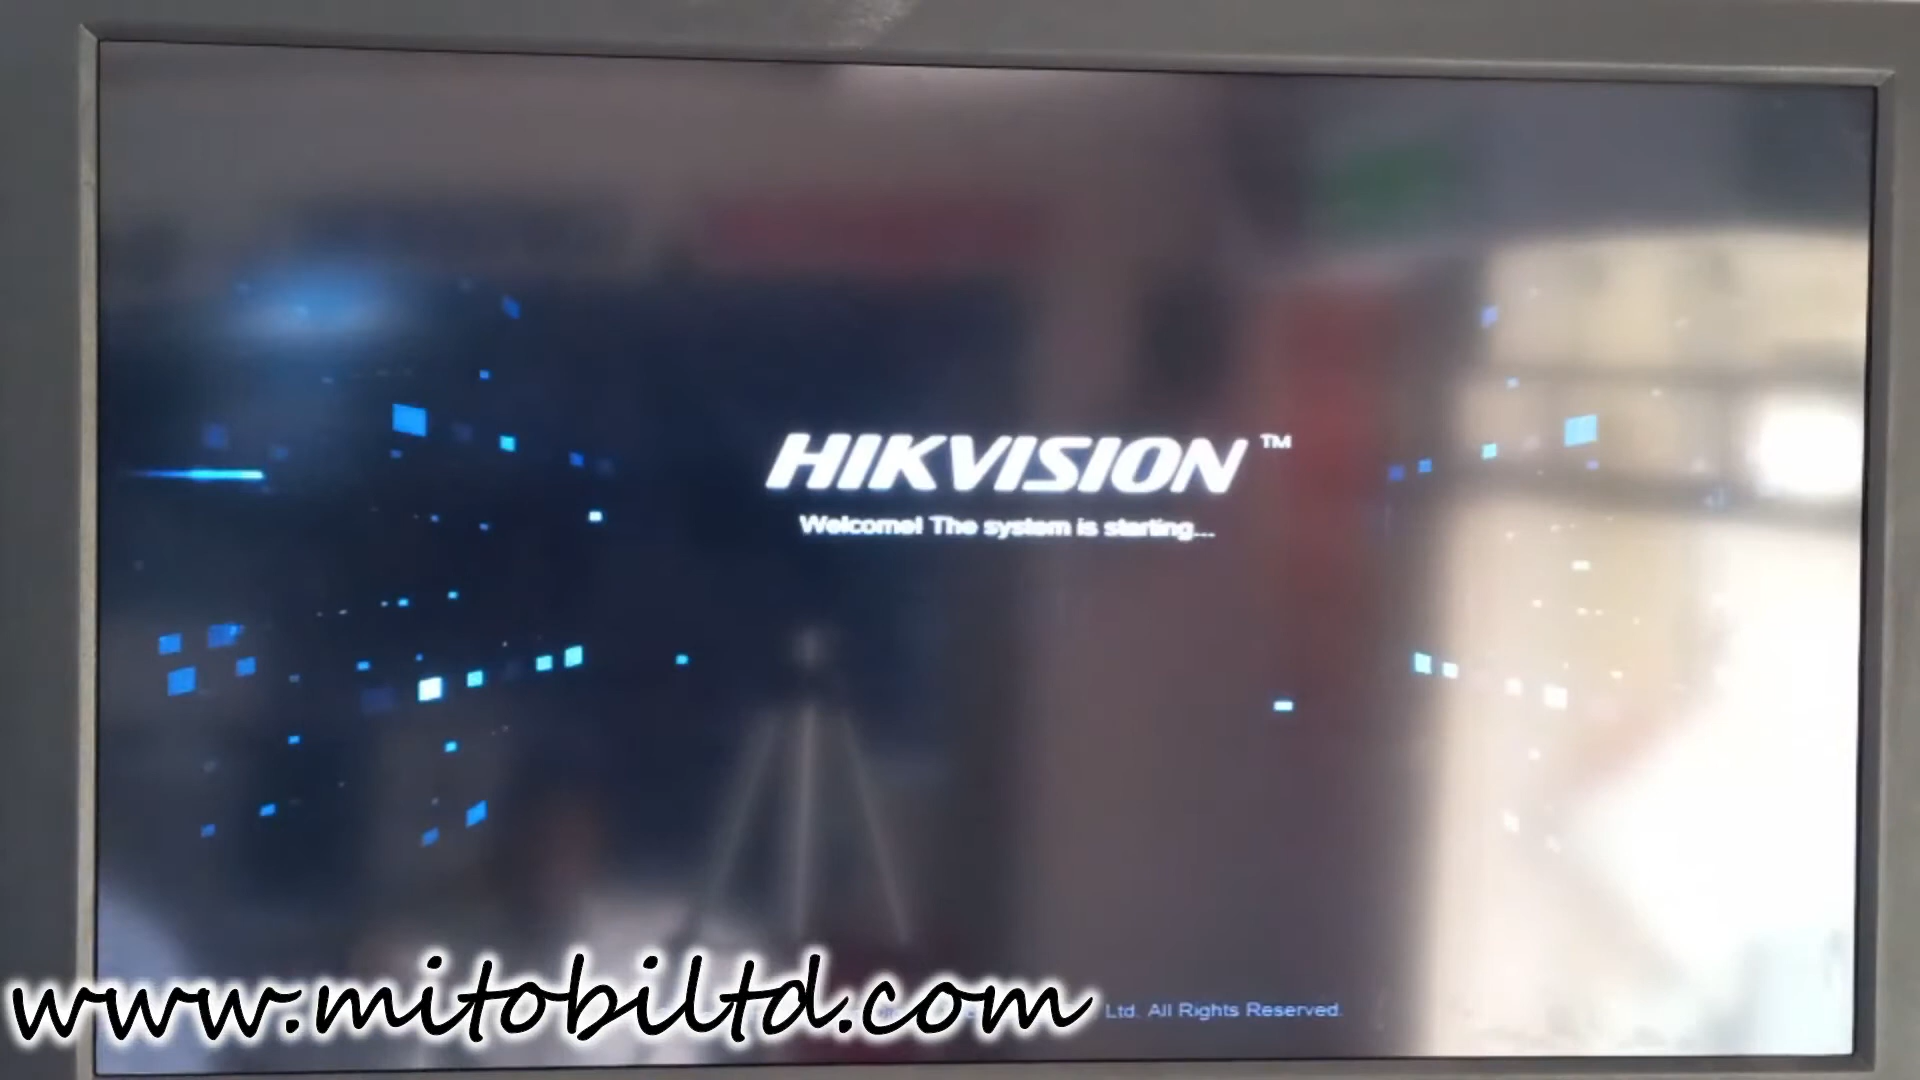 HIKVISION™
Welcome! The system is starting...
www.mitobiltd.com
Ltd. All Rights Reserved.